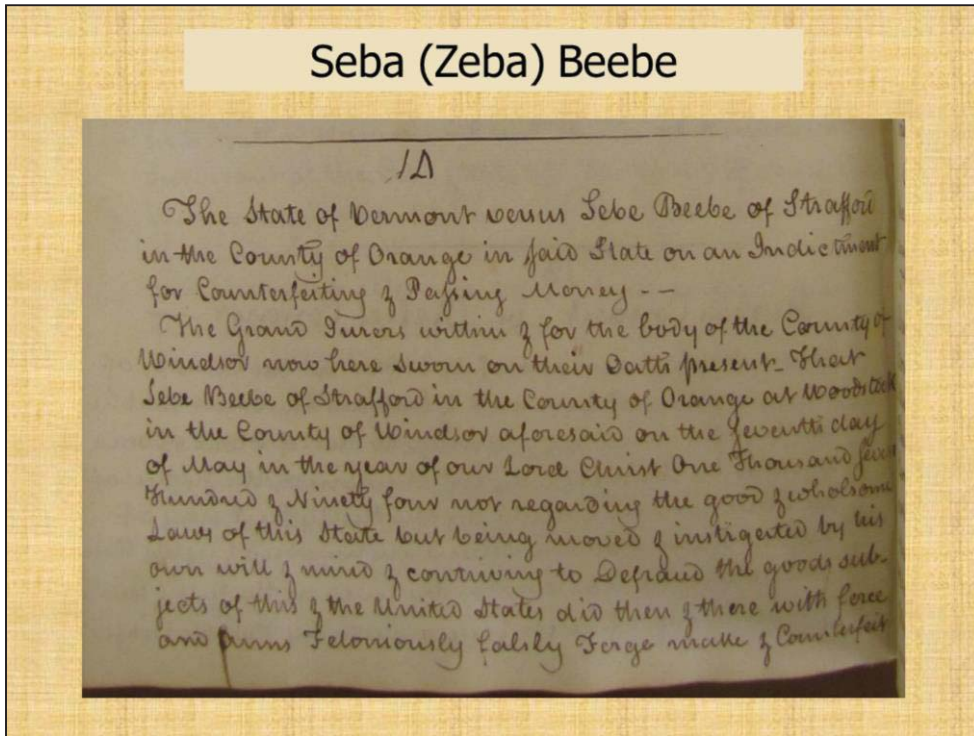 Seba (Zeba) Beebe
The State of Vermont versus Sebe Beebe of Strafford
in the County of Orange in said State on an Indictment
for Counterfeiting & Passing Money --
The Grand Jurers within & for the body of the County of
Windsor now here sworn on their Oath present - That
Sebe Beebe of Strafford in the County of Orange at Woodstock
in the County of Windsor aforesaid on the seventh day
of May in the year of our Lord Christ One Thousand Seven
Hundred & Ninety four not regarding the good & wholsome
Laws of this State but being moved & instigated by his
own will & mind & contriving to Defraud the goods sub-
jects of this & the United States did then & there with force
and arms Feloniously falsly Forge make & Counterfeit